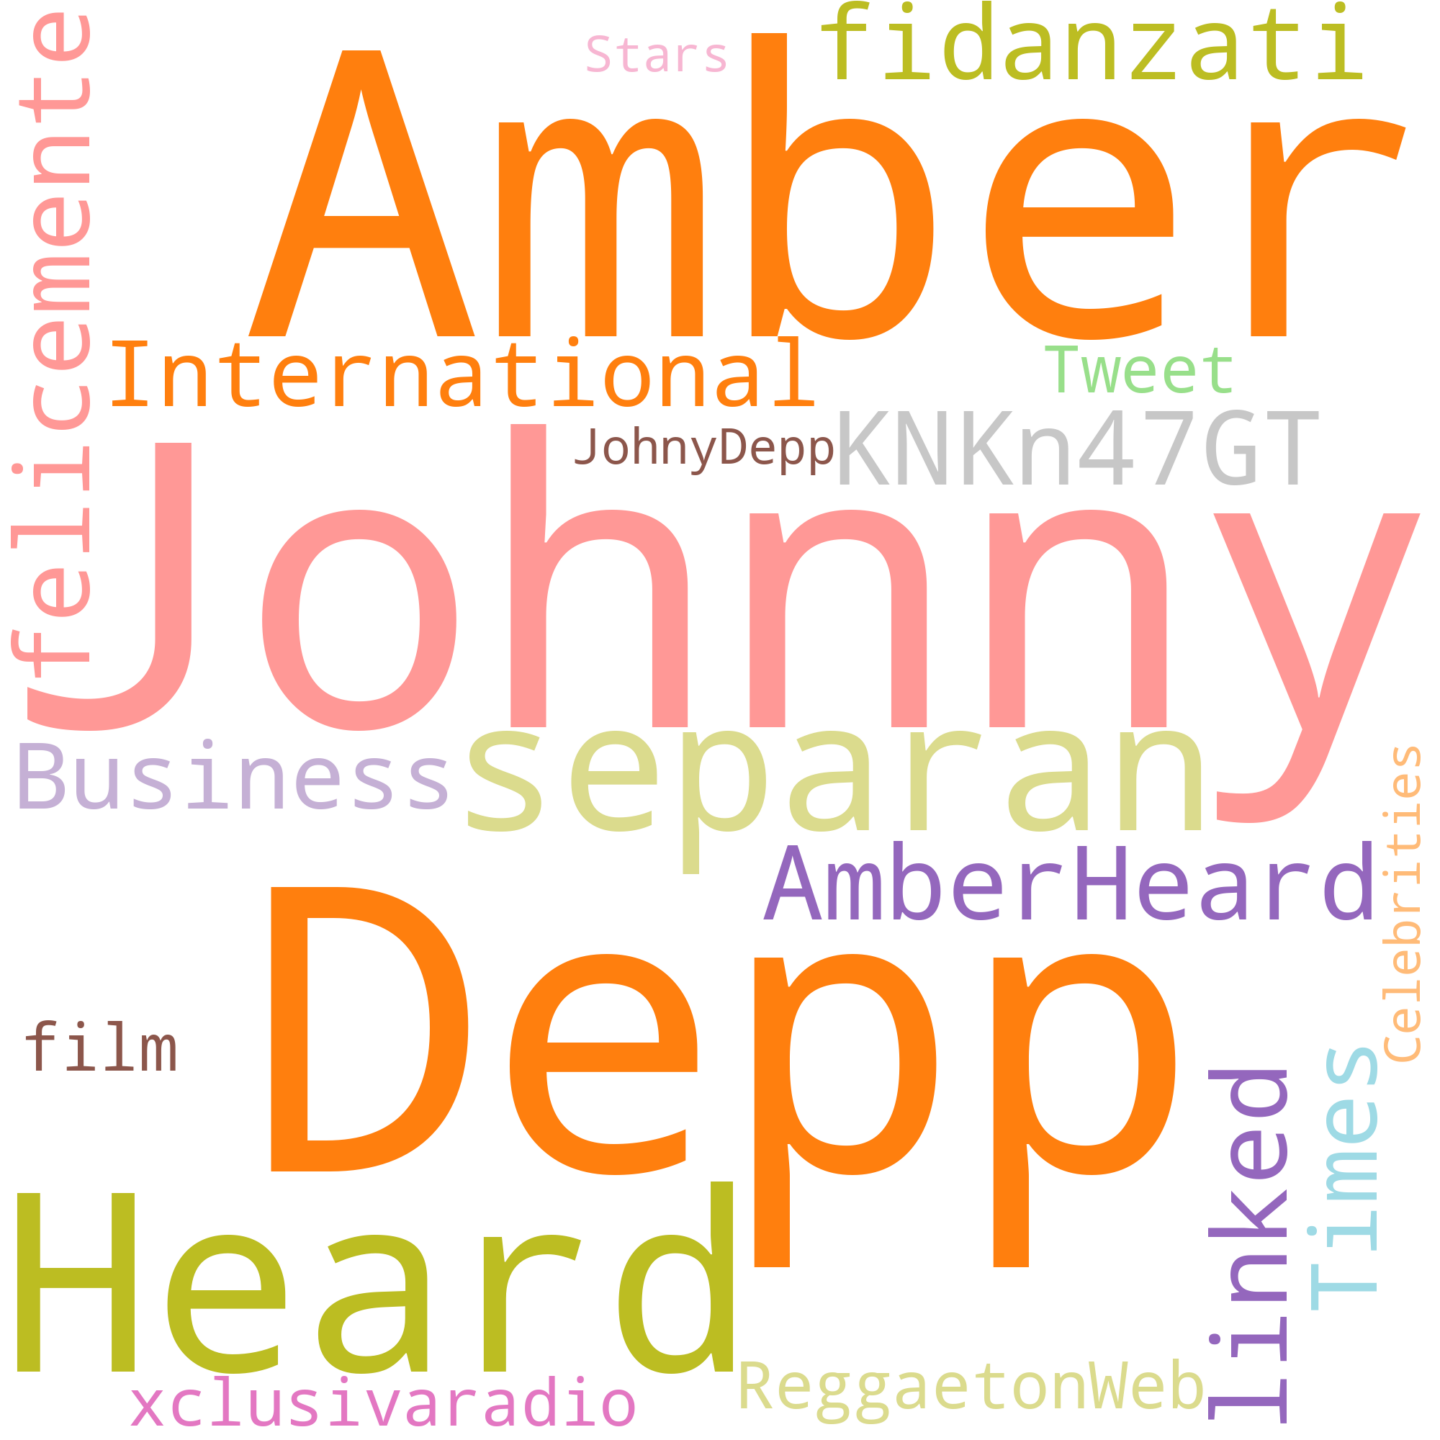 Stars
fidanzati
Amber
felicemente
International
Tweet
JohnyDepp
KNKn47GT
Johnny
Business
separan
AmberHeard
Celebrities
Depp
film
linked
Times
Heard
xclusivaradio
ReggaetonWeb